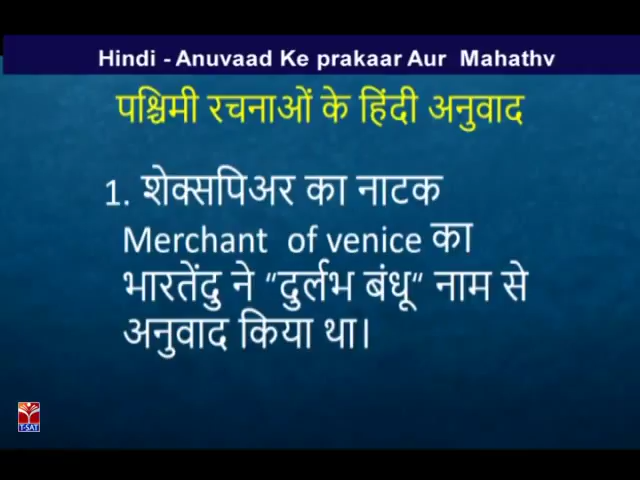 Hindi - Anuvaad Ke prakaar Aur Mahathv
पश्चिमी रचनाओं के हिंदी अनुवाद
1. शेक्सपिअर का नाटक
Merchant of venice का
भारतेंदु ने “दुर्लभ बंधू“ नाम से
अनुवाद किया था।
T-SAT